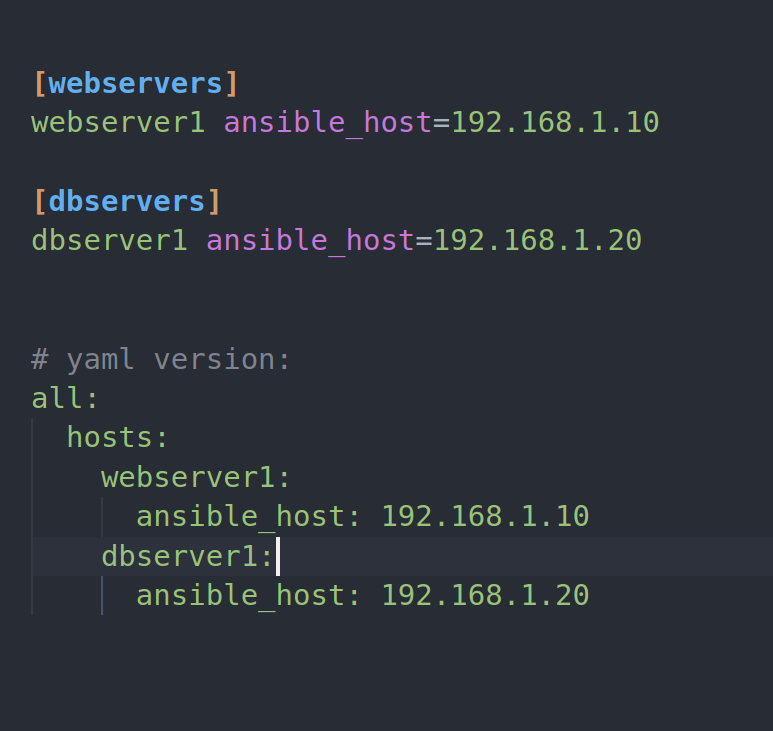 [webservers]
webserver1 ansible_host=192.168.1.10
[dbservers]
dbserver1 ansible_host=192.168.1.20
# yaml version:
all:
  hosts:
    webserver1:
      ansible_host: 192.168.1.10
    dbserver1:
      ansible_host: 192.168.1.20